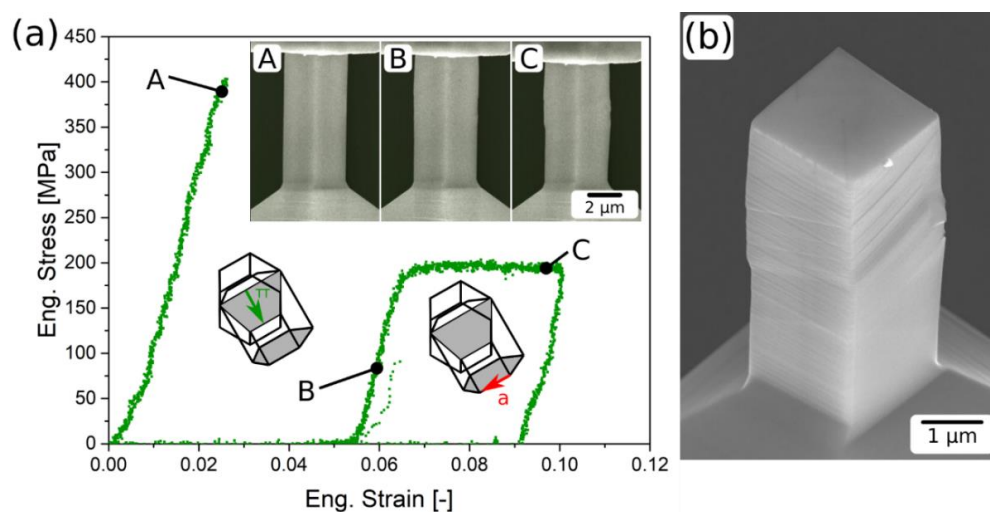 (a)
450
400
350
300
250
200
150
100
50
0
Eng. Stress [MPa]
0.00 0.02 0.04 0.06 0.08 0.10 0.12
Eng. Strain [-]
A
B
C
A B C
2 µm
TT
a
(b)
1 µm